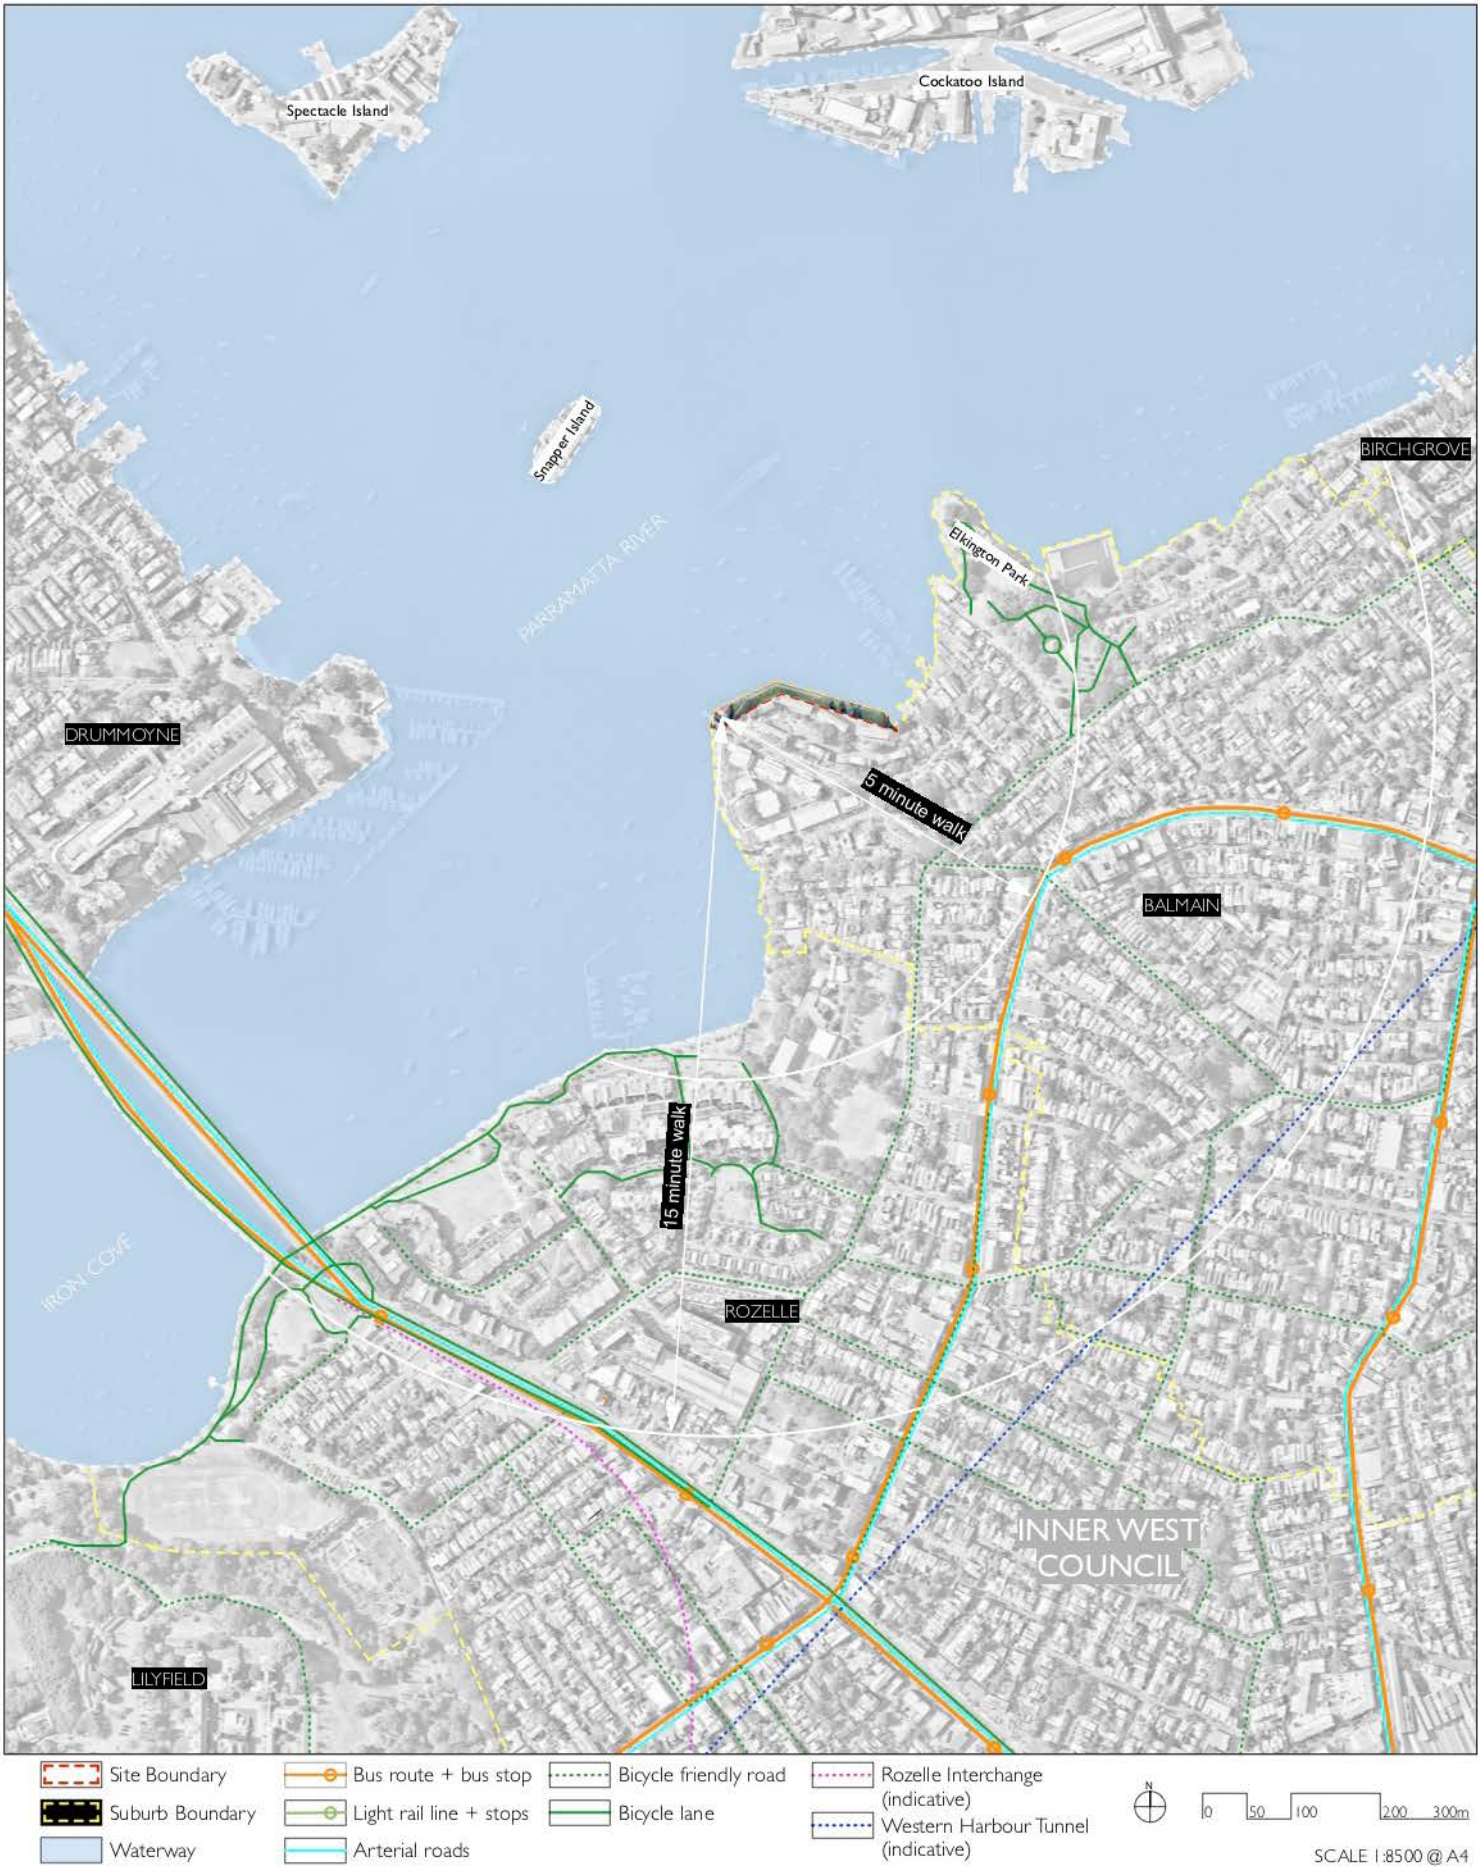 Spectacle Island
Cockatoo Island
Snapper Island
BIRCHGROVE
Elkington Park
PARRAMATTA RIVER
DRUMMOYNE
5 minute walk
BALMAIN
15 minute walk
IRON COVE
ROZELLE
INNER WEST
COUNCIL
LILYFIELD
Site Boundary
Suburb Boundary
Waterway
Bus route + bus stop
Light rail line + stops
Arterial roads
Bicycle friendly road
Bicycle lane
Rozelle Interchange
(indicative)
Western Harbour Tunnel
(indicative)
N
0 50 100 200 300m
SCALE 1:8500 @ A4